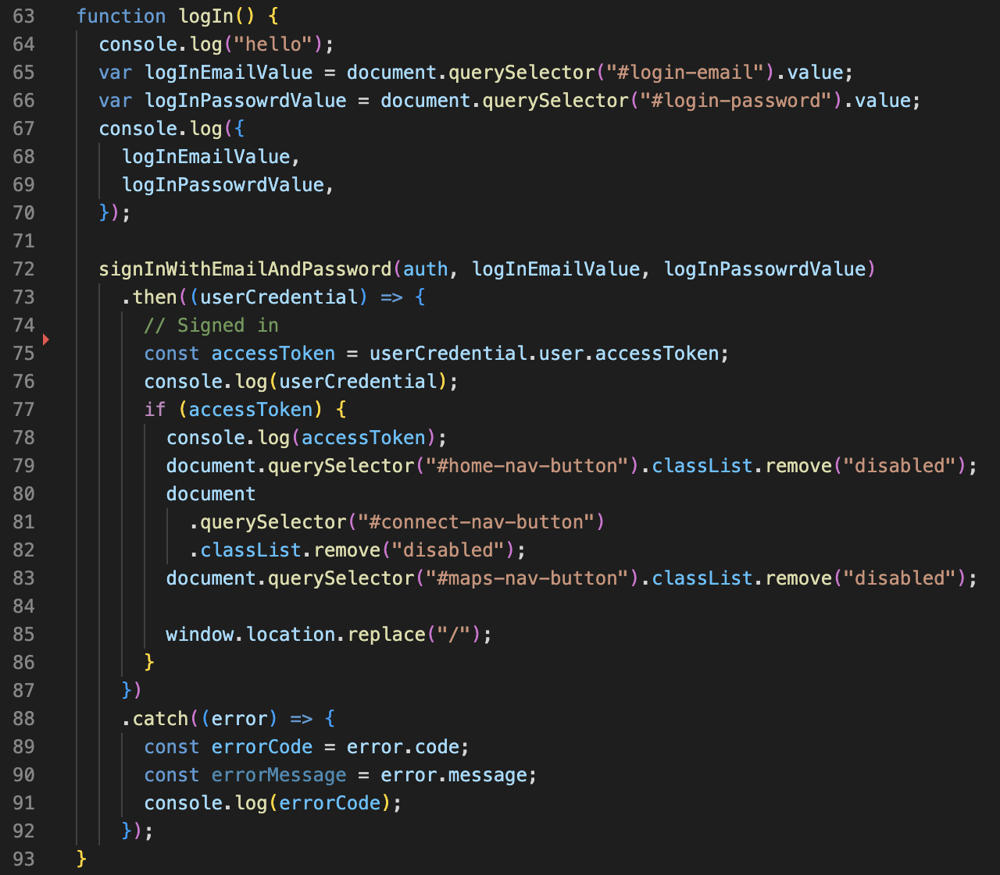 63 function logIn() {
64 console.log("hello");
65 var logInEmailValue = document.querySelector("#login-email").value;
66 var logInPassowrdValue = document.querySelector("#login-password").value;
67 console.log({
68 logInEmailValue,
69 logInPassowrdValue,
70 });
71
72 signInWithEmailAndPassword(auth, logInEmailValue, logInPassowrdValue)
73 .then((userCredential) => {
74 // Signed in
75 const accessToken = userCredential.user.accessToken;
76 console.log(userCredential);
77 if (accessToken) {
78 console.log(accessToken);
79 document.querySelector("#home-nav-button").classList.remove("disabled");
80 document
81 .querySelector("#connect-nav-button")
82 .classList.remove("disabled");
83 document.querySelector("#maps-nav-button").classList.remove("disabled");
84
85 window.location.replace("/");
86 }
87 })
88 .catch((error) => {
89 const errorCode = error.code;
90 const errorMessage = error.message;
91 console.log(errorCode);
92 });
93 }